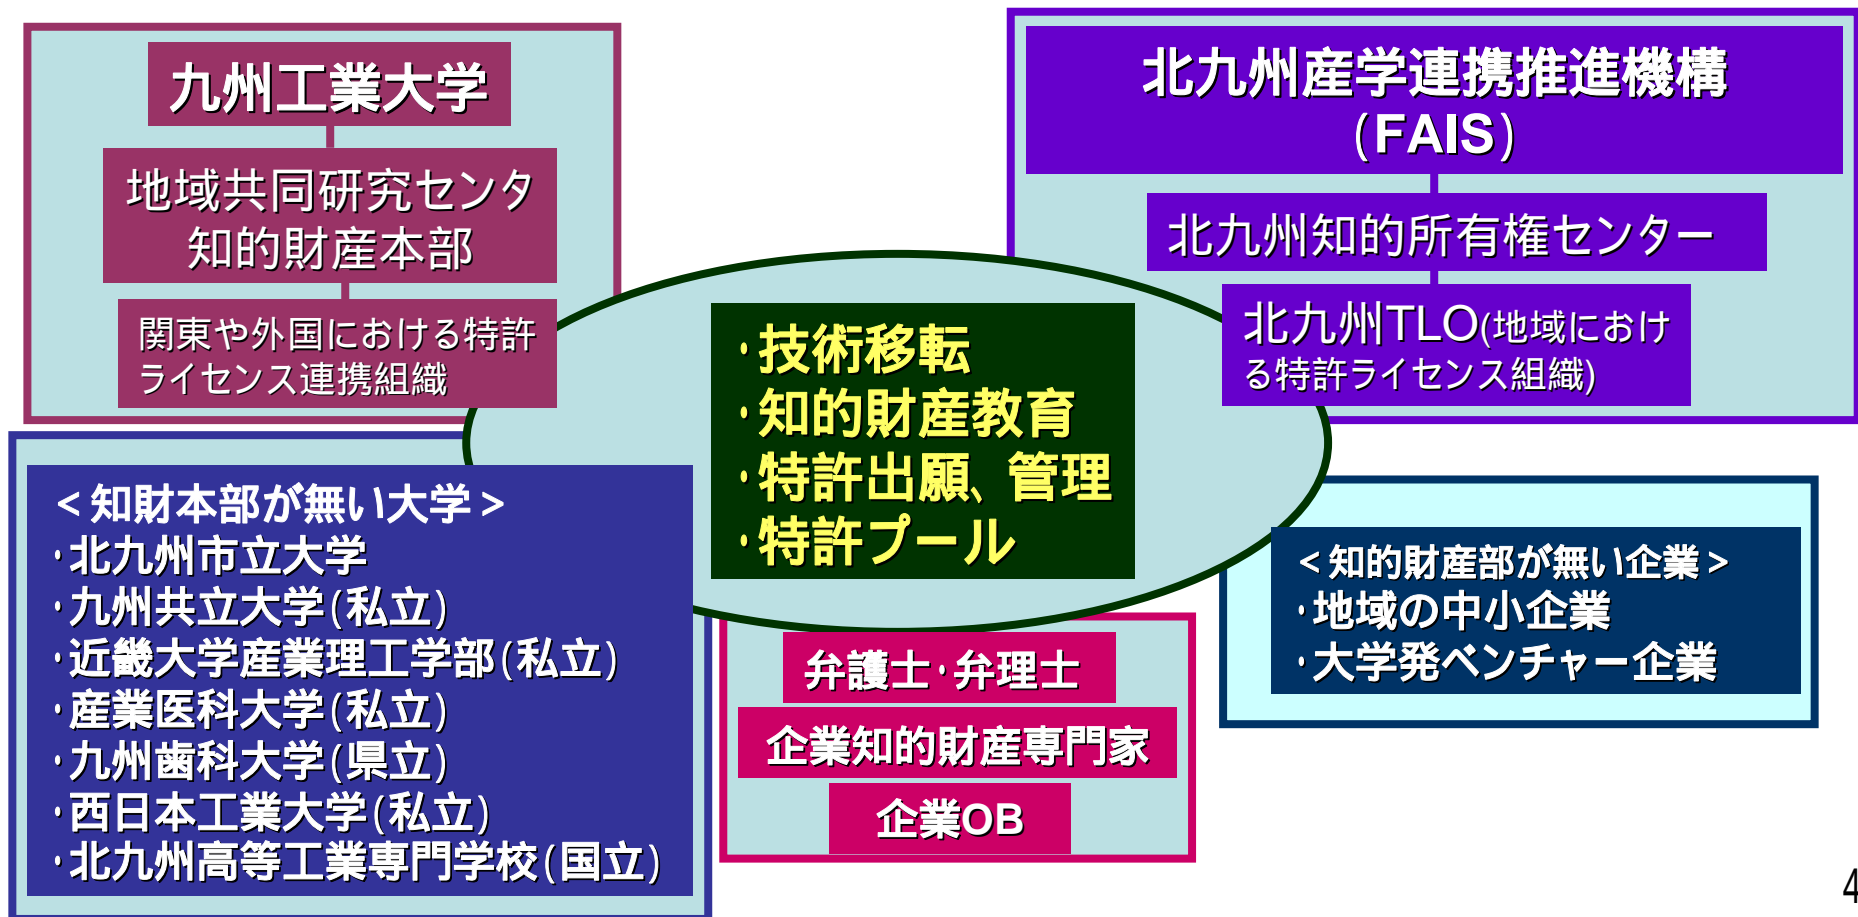 九州工業大学
地域共同研究センタ
知的財産本部
関東や外国における特許
ライセンス連携組織
北九州産学連携推進機構
(FAIS)
北九州知的所有権センター
北九州TLO(地域におけ
る特許ライセンス組織)
・技術移転
・知的財産教育
・特許出願、管理
・特許プール
＜知財本部が無い大学＞
・北九州市立大学
・九州共立大学(私立)
・近畿大学産業理工学部(私立)
・産業医科大学(私立)
・九州歯科大学(県立)
・西日本工業大学(私立)
・北九州高等工業専門学校(国立)
弁護士・弁理士
企業知的財産専門家
企業OB
＜知的財産部が無い企業＞
・地域の中小企業
・大学発ベンチャー企業
4